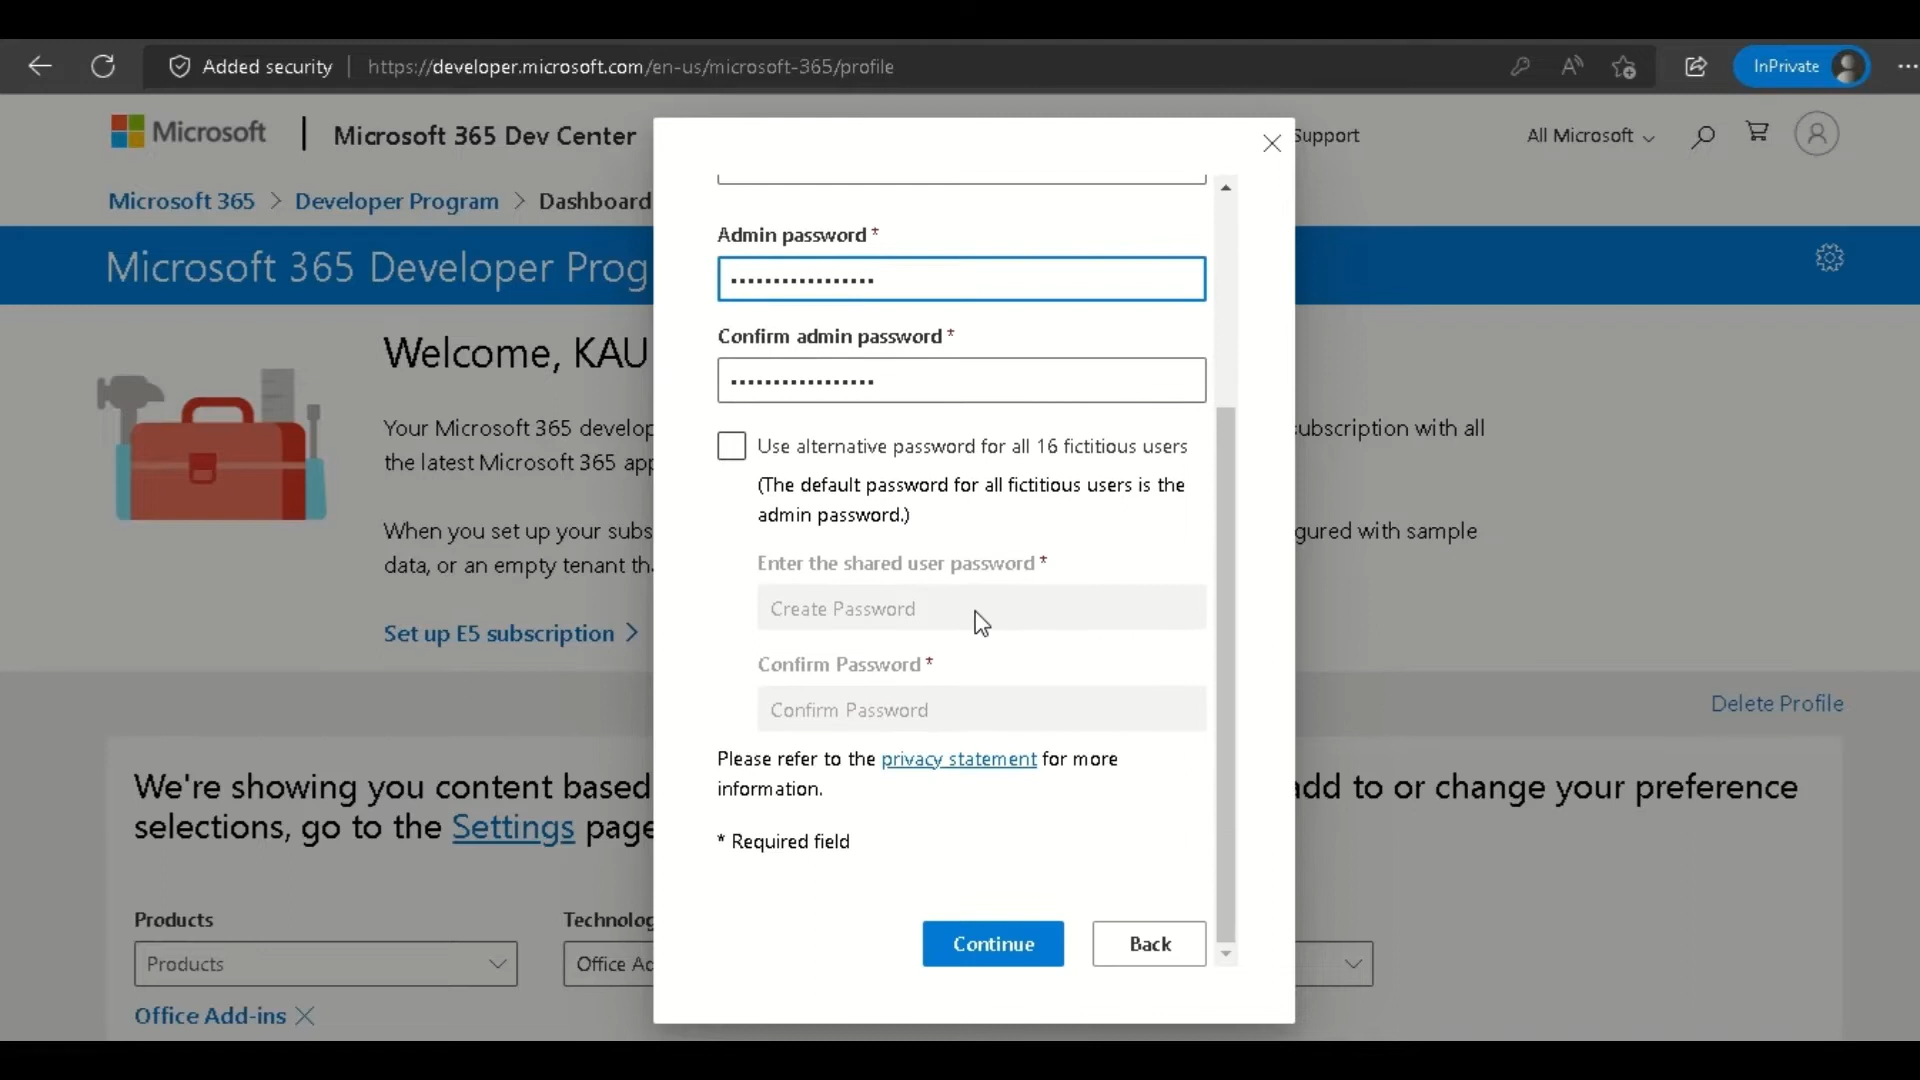 Added security | https://developer.microsoft.com/en-us/microsoft-365/profile
InPrivate
Microsoft | Microsoft 365 Dev Center
Support
All Microsoft
Microsoft 365 > Developer Program > Dashboard
Microsoft 365 Developer Prog
Welcome, KAU
Your Microsoft 365 develop
ubscription with all
the latest Microsoft 365 app
When you set up your subs
gured with sample
data, or an empty tenant th
Set up E5 subscription >
Delete Profile
We're showing you content based
add to or change your preference
selections, go to the Settings page
Products
Technolog
Products
Office Ad
Office Add-ins
Admin password *
•••••••••••••••••
Confirm admin password *
•••••••••••••••••
Use alternative password for all 16 fictitious users
(The default password for all fictitious users is the
admin password.)
Enter the shared user password *
Create Password
Confirm Password *
Confirm Password
Please refer to the privacy statement for more
information.
* Required field
Continue
Back